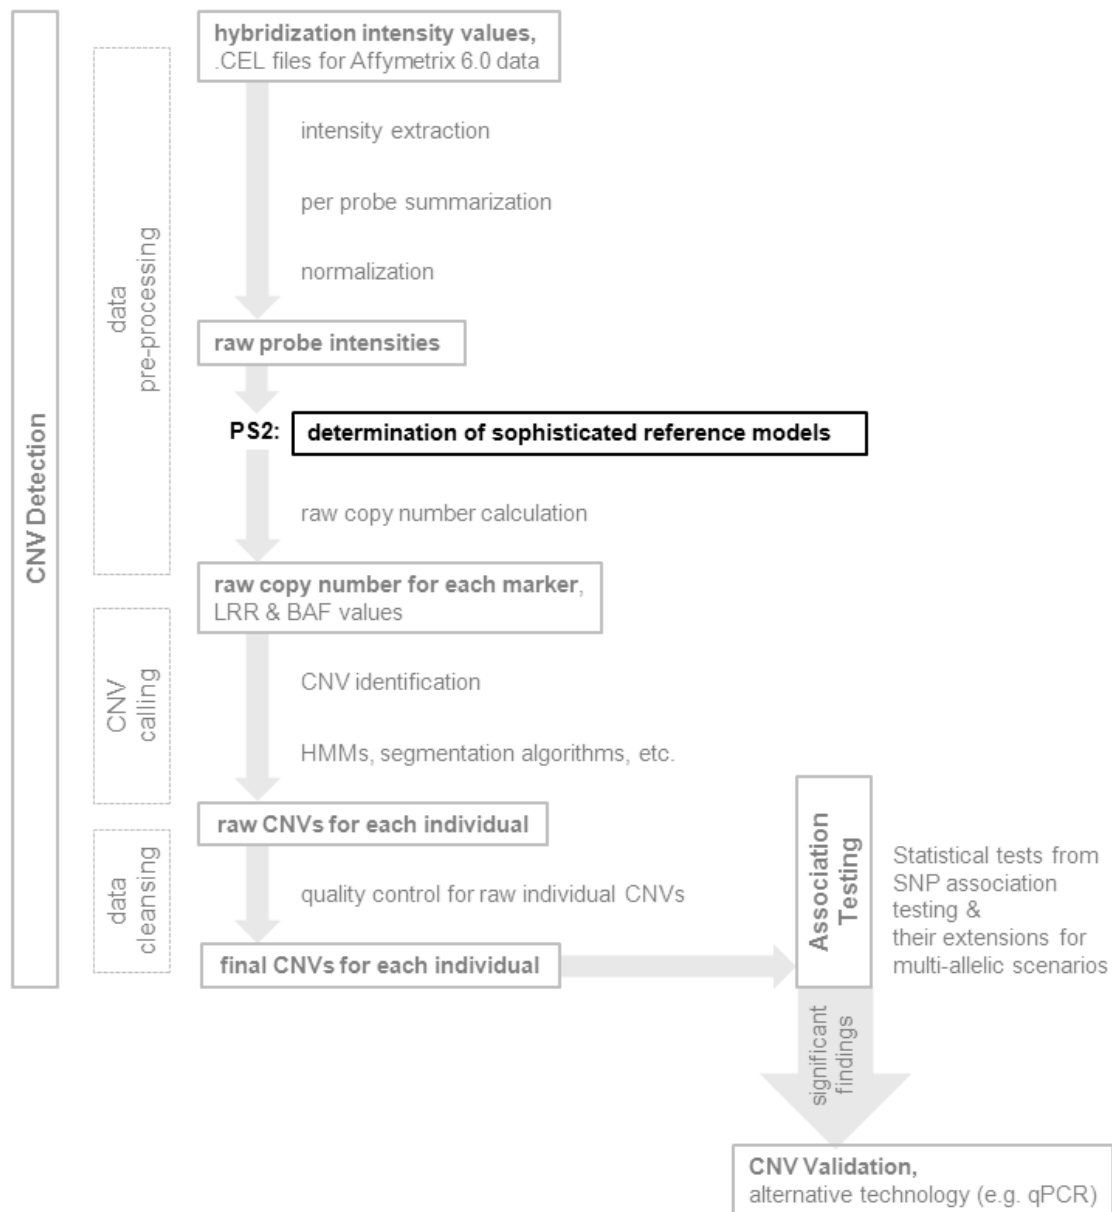 hybridization intensity values,
.CEL files for Affymetrix 6.0 data
intensity extraction
per probe summarization
normalization
data
pre-processing
raw probe intensities
PS2:
determination of sophisticated reference models
CNV Detection
raw copy number calculation
raw copy number for each marker,
LRR & BAF values
CNV
calling
CNV identification
HMMs, segmentation algorithms, etc.
raw CNVs for each individual
data
cleansing
quality control for raw individual CNVs
final CNVs for each individual
Association
Testing
Statistical tests from
SNP association
testing &
their extensions for
multi-allelic scenarios
significant
findings
CNV Validation,
alternative technology (e.g. qPCR)